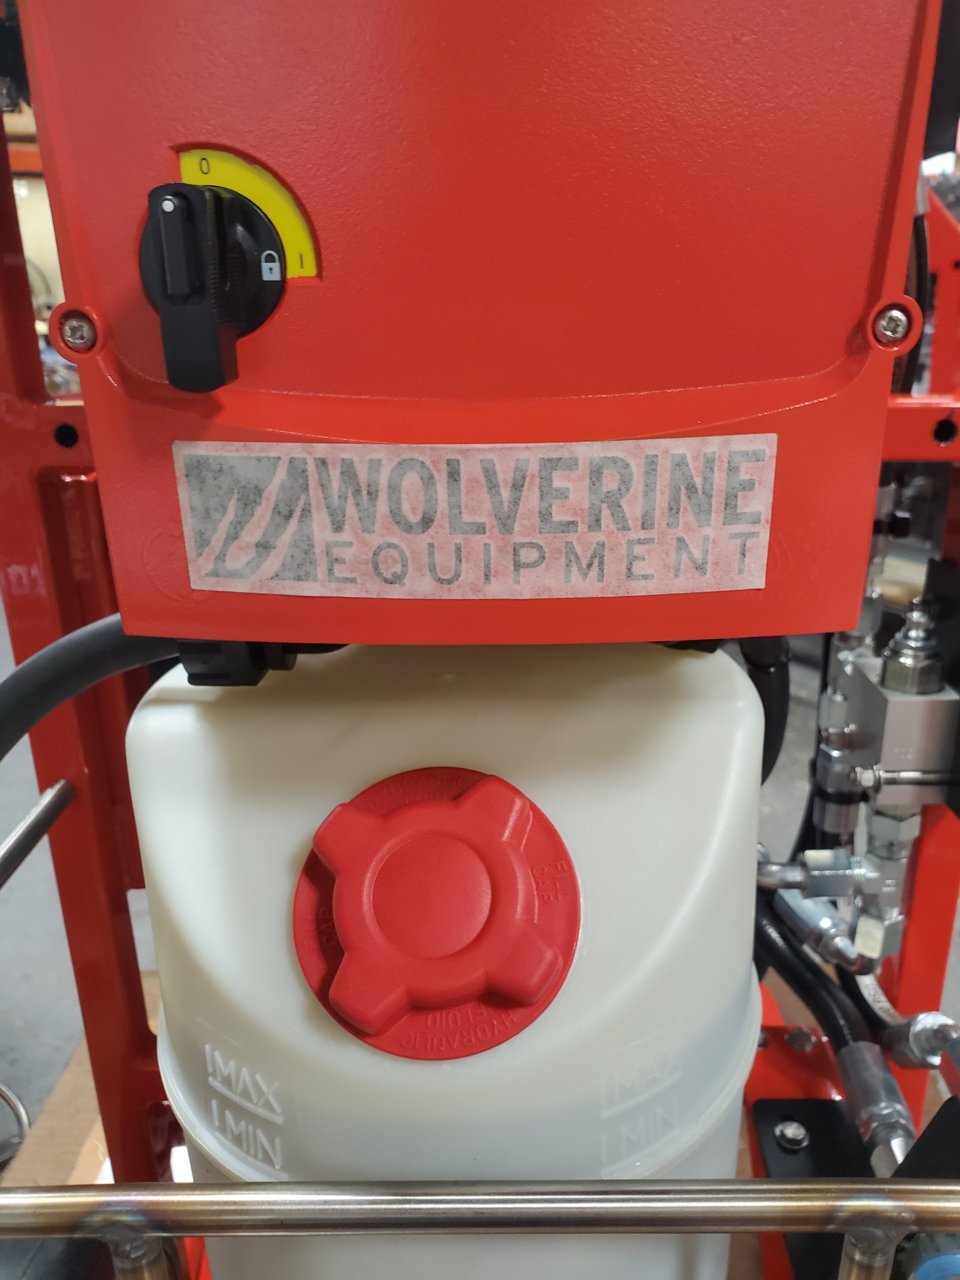 0
I
WOLVERINE
EQUIPMENT
HYDRAULIC
FLUID
MAX
MIN
MAX
MIN